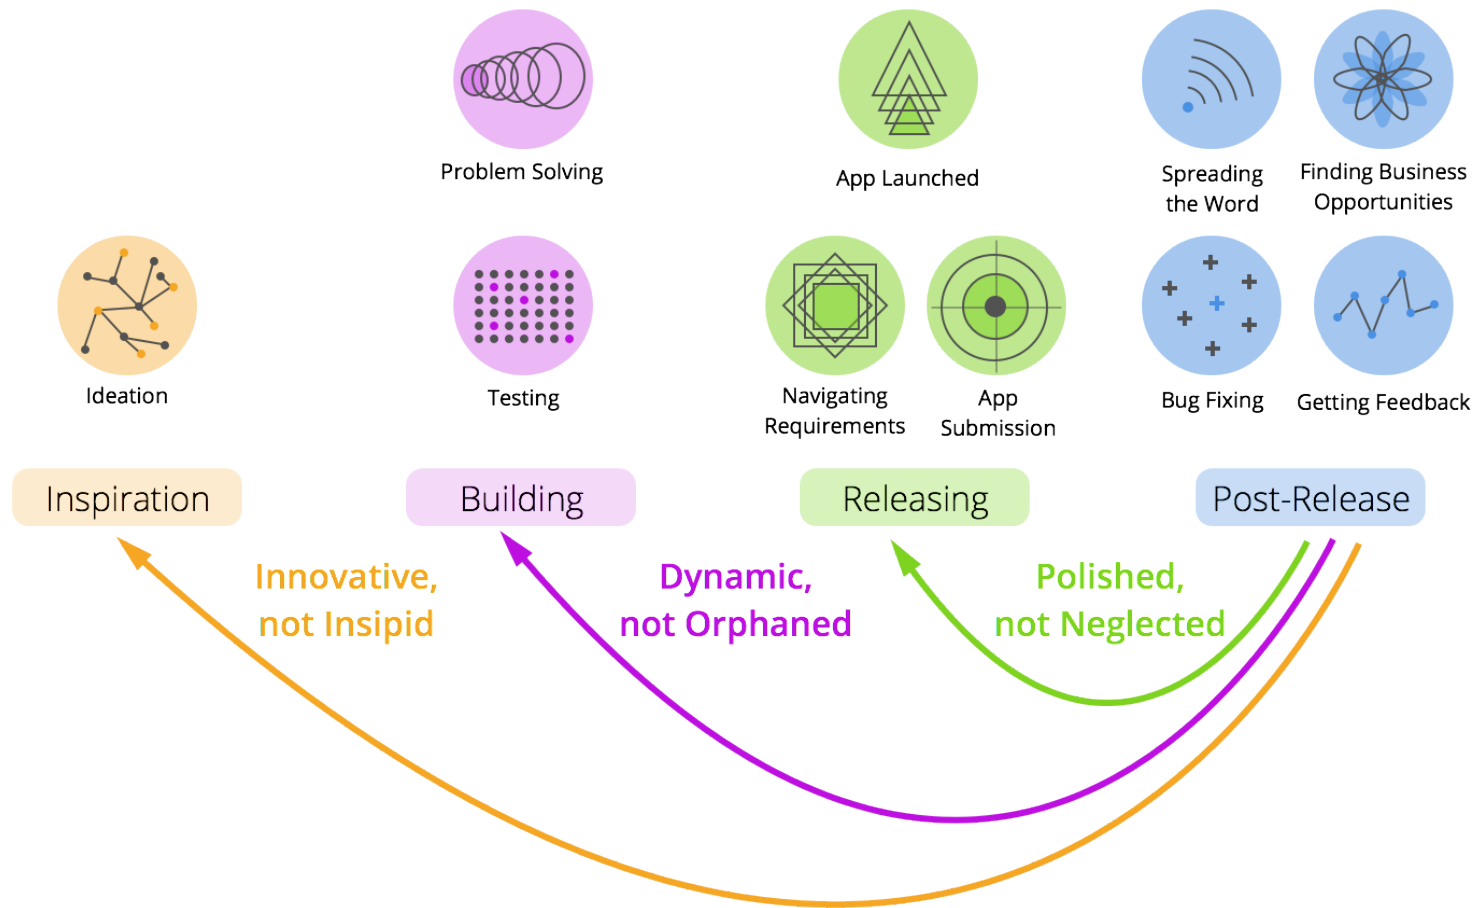 Problem Solving
App Launched
Spreading
the Word
Finding Business
Opportunities
Ideation
Testing
Navigating
Requirements
App
Submission
Bug Fixing
Getting Feedback
Inspiration
Building
Releasing
Post-Release
Innovative,
not Insipid
Dynamic,
not Orphaned
Polished,
not Neglected